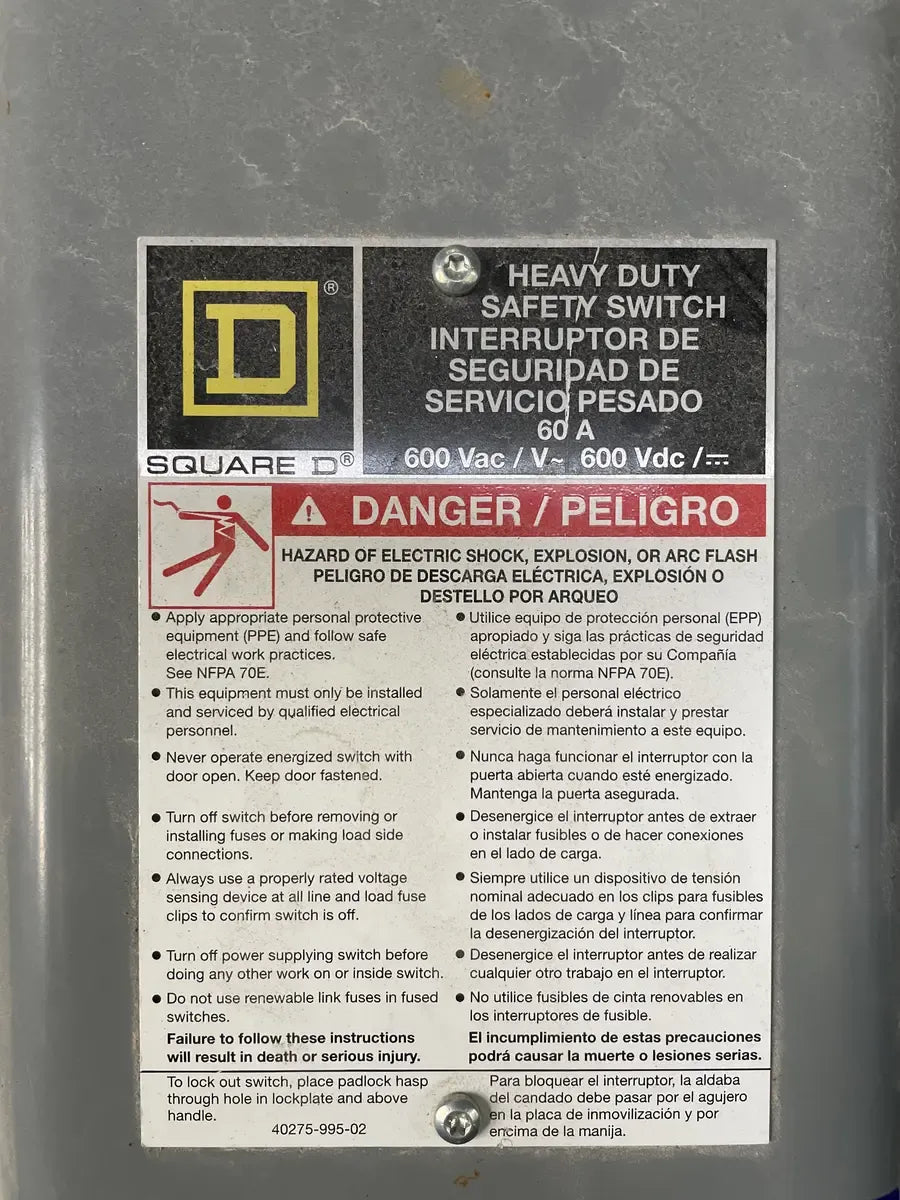 ®
SQUARE D®
HEAVY DUTY
SAFETY SWITCH
INTERRUPTOR DE
SEGURIDAD DE
SERVICIO PESADO
60 A
600 Vac / V~ 600 Vdc / ⎓
DANGER / PELIGRO
HAZARD OF ELECTRIC SHOCK, EXPLOSION, OR ARC FLASH
PELIGRO DE DESCARGA ELÉCTRICA, EXPLOSIÓN O
DESTELLO POR ARQUEO
• Apply appropriate personal protective
equipment (PPE) and follow safe
electrical work practices.
See NFPA 70E.
• This equipment must only be installed
and serviced by qualified electrical
personnel.
• Never operate energized switch with
door open. Keep door fastened.
• Turn off switch before removing or
installing fuses or making load side
connections.
• Always use a properly rated voltage
sensing device at all line and load fuse
clips to confirm switch is off.
• Turn off power supplying switch before
doing any other work on or inside switch.
• Do not use renewable link fuses in fused
switches.
Failure to follow these instructions
will result in death or serious injury.
• Utilice equipo de protección personal (EPP)
apropiado y siga las prácticas de seguridad
eléctrica establecidas por su Compañía
(consulte la norma NFPA 70E).
• Solamente el personal eléctrico
especializado deberá instalar y prestar
servicio de mantenimiento a este equipo.
• Nunca haga funcionar el interruptor con la
puerta abierta cuando esté energizado.
Mantenga la puerta asegurada.
• Desenergice el interruptor antes de extraer
o instalar fusibles o de hacer conexiones
en el lado de carga.
• Siempre utilice un dispositivo de tensión
nominal adecuado en los clips para fusibles
de los lados de carga y línea para confirmar
la desenergización del interruptor.
• Desenergice el interruptor antes de realizar
cualquier otro trabajo en el interruptor.
• No utilice fusibles de cinta renovables en
los interruptores de fusible.
El incumplimiento de estas precauciones
podrá causar la muerte o lesiones serias.
To lock out switch, place padlock hasp
through hole in lockplate and above
handle.
40275-995-02
Para bloquear el interruptor, la aldaba
del candado debe pasar por el agujero
en la placa de inmovilización y por
encima de la manija.